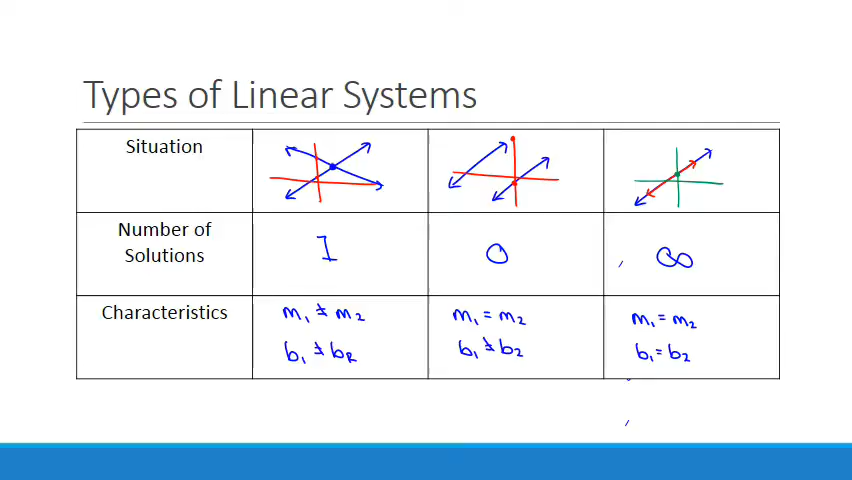 Types of Linear Systems
Situation
Number of Solutions
1 0 ∞
Characteristics
m₁ ≠ m₂ m₁ = m₂ m₁ = m₂
b₁ ≠ b₂ b₁ ≠ b₂ b₁ = b₂